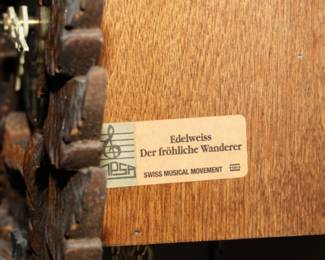 Edelweiss
Der fröhliche Wanderer
SWISS MUSICAL MOVEMENT